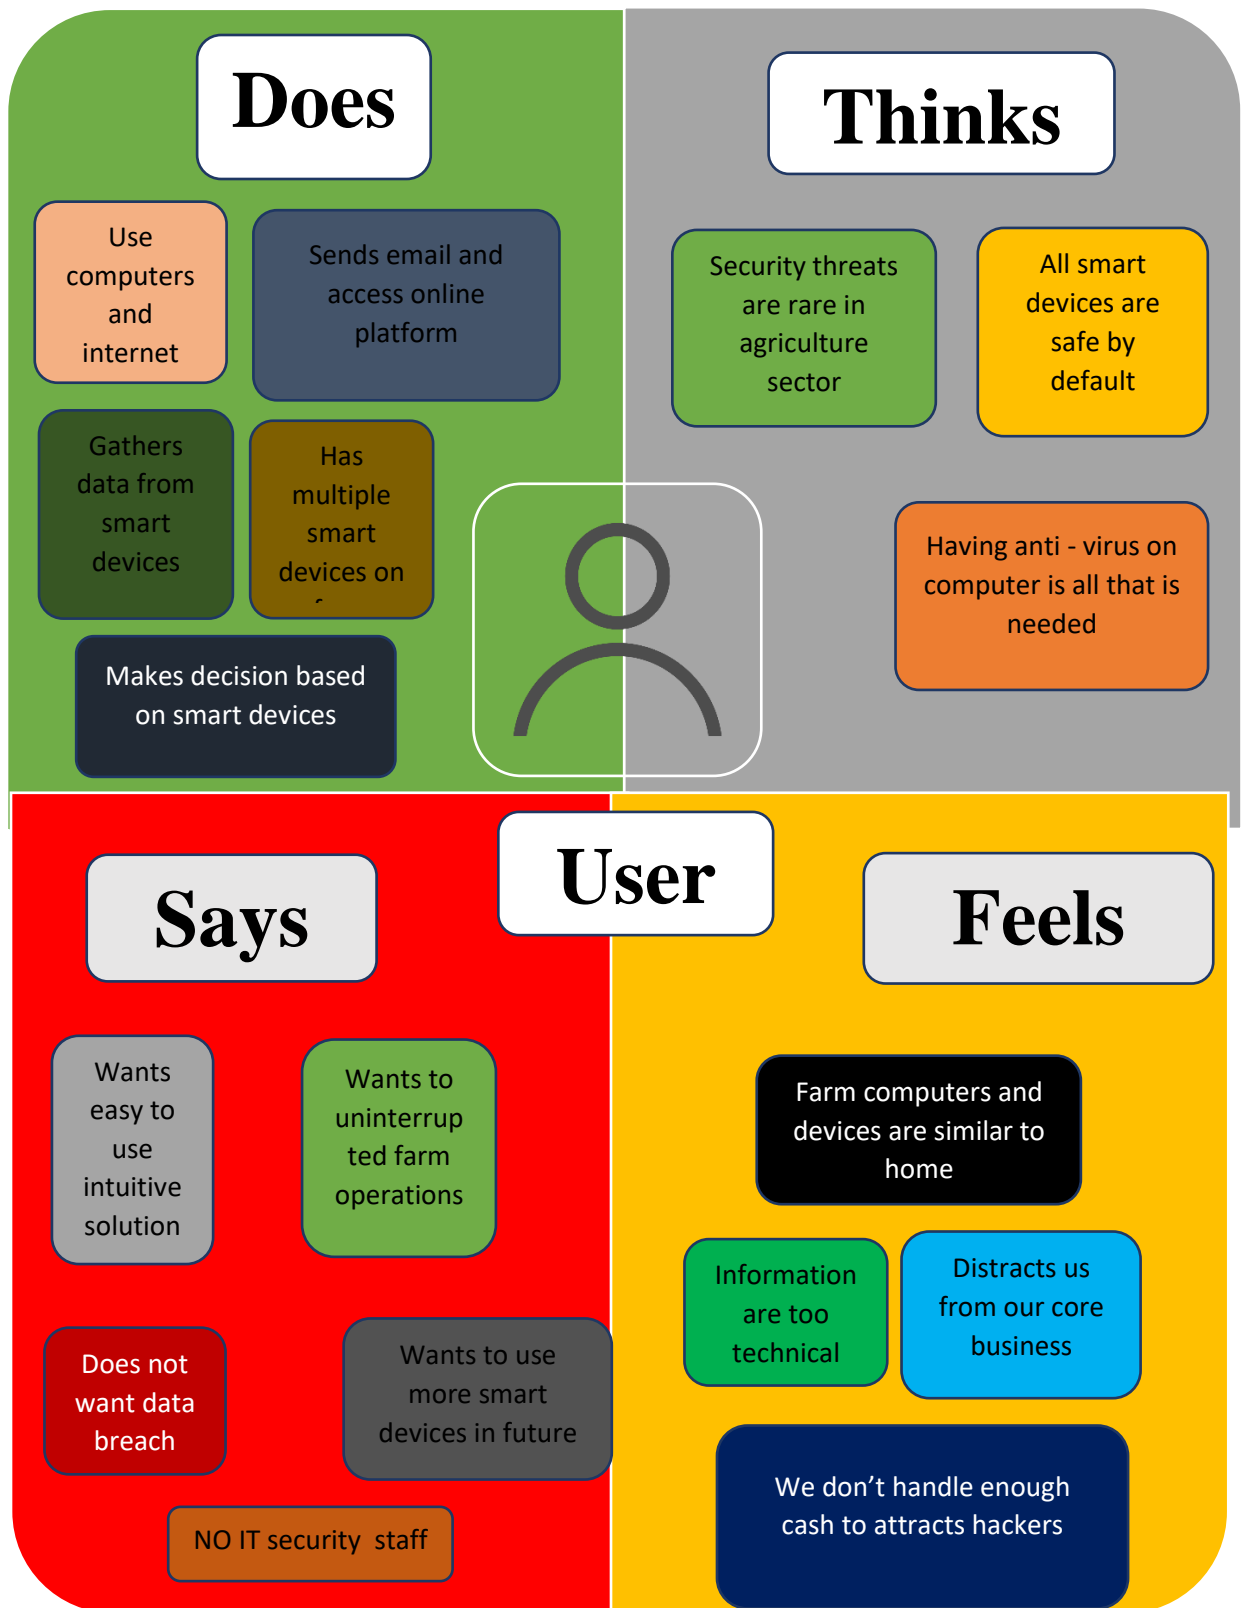 Does
Use
computers
and
internet
Sends email and
access online
platform
Gathers
data from
smart
devices
Has
multiple
smart
devices on
Makes decision based
on smart devices
Thinks
Security threats
are rare in
agriculture
sector
All smart
devices are
safe by
default
Having anti - virus on
computer is all that is
needed
User
Says
Wants
easy to
use
intuitive
solution
Wants to
uninterrup
ted farm
operations
Does not
want data
breach
Wants to use
more smart
devices in future
NO IT security  staff
Feels
Farm computers and
devices are similar to
home
Information
are too
technical
Distracts us
from our core
business
We don’t handle enough
cash to attracts hackers